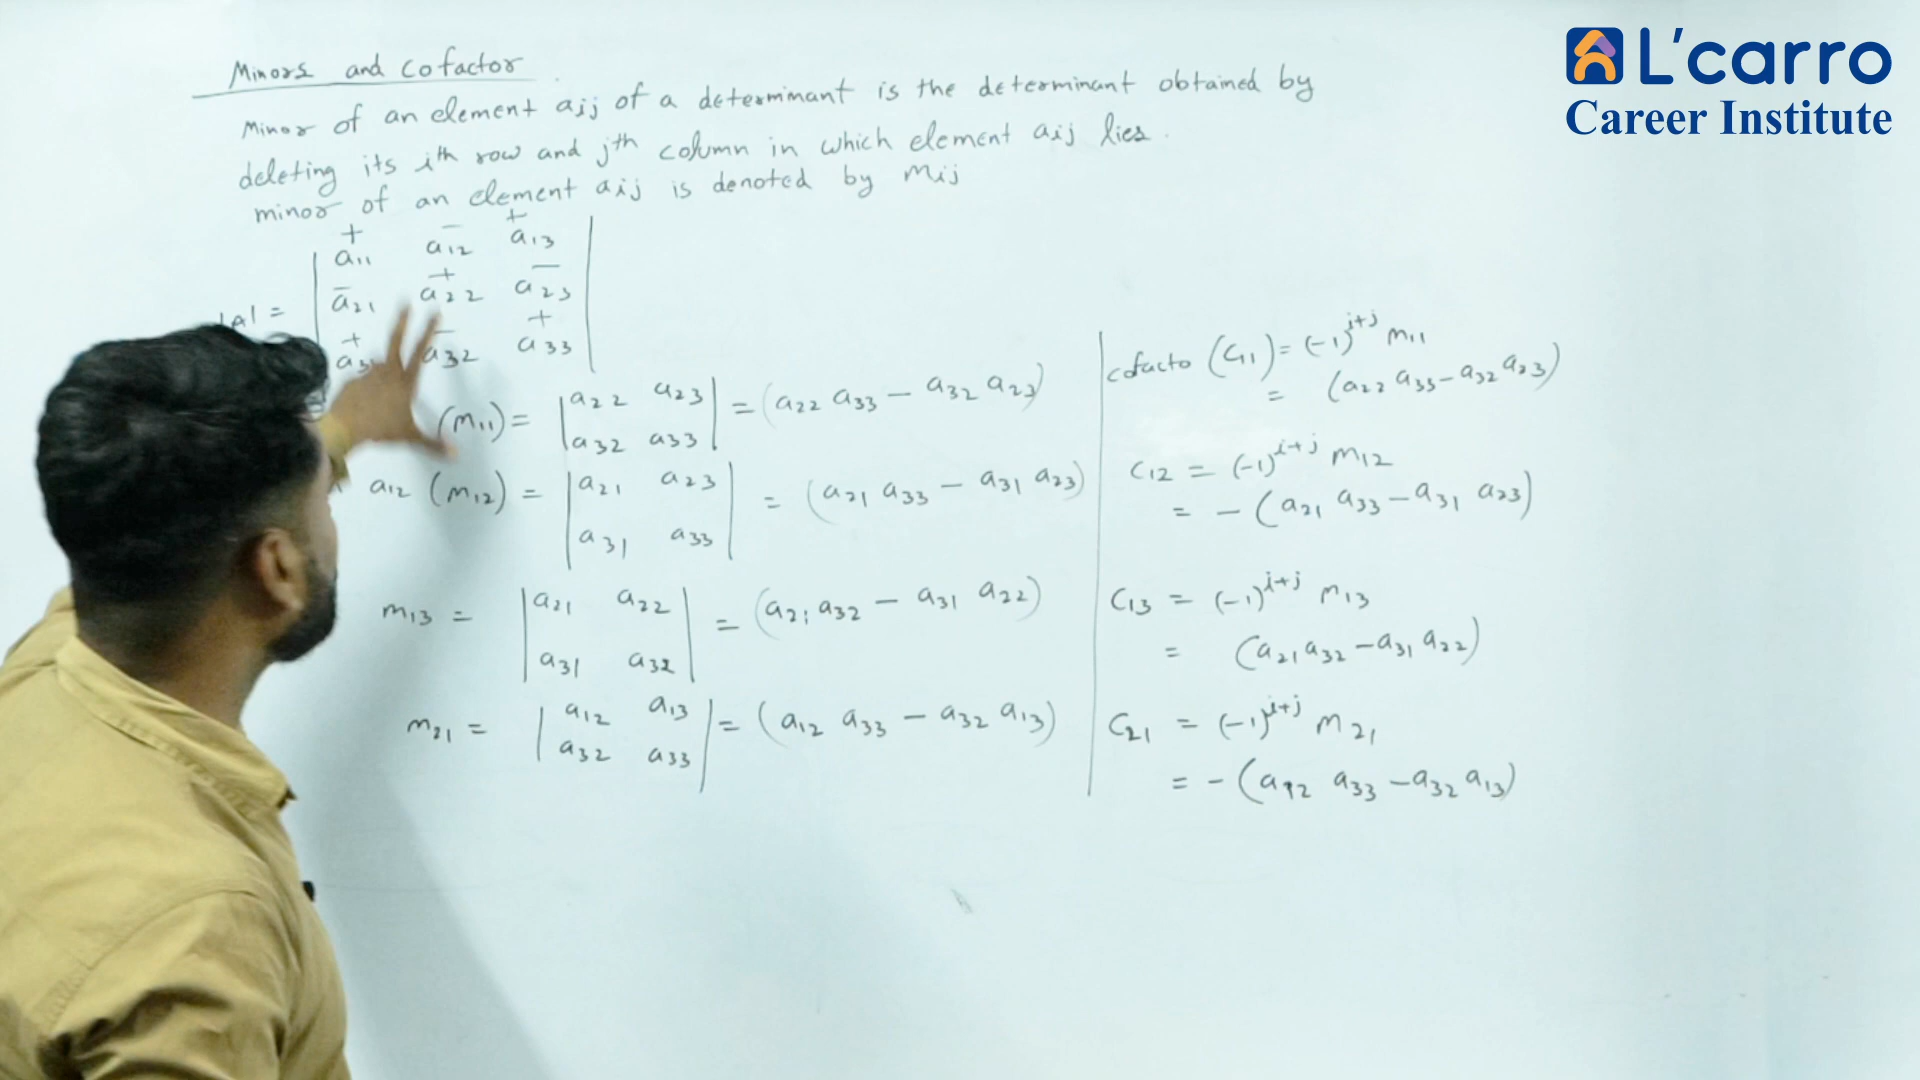 L'carro
Career Institute
Minors and cofactor
Minor of an element aij of a determinant is the determinant obtained by
deleting its ith row and jth column in which element aij lies.
minor of an element aij is denoted by Mij
+ − +
a11 a12 a13
− + −
|A| = a21 a22 a23
+ − +
a3 a32 a33
(M11) = | a22 a23 | = (a22 a33 − a32 a23)
| a32 a33 |
a12 (M12) = | a21 a23 | = (a21 a33 − a31 a23)
| a31 a33 |
M13 = | a21 a22 | = (a21 a32 − a31 a22)
| a31 a32 |
M21 = | a12 a13 | = (a12 a33 − a32 a13)
| a32 a33 |
cofacto (C11) = (-1)^i+j M11
= (a22 a33 − a32 a23)
C12 = (-1)^i+j M12
= − (a21 a33 − a31 a23)
C13 = (-1)^i+j M13
= (a21 a32 − a31 a22)
C21 = (-1)^i+j M21
= − (a12 a33 − a32 a13)